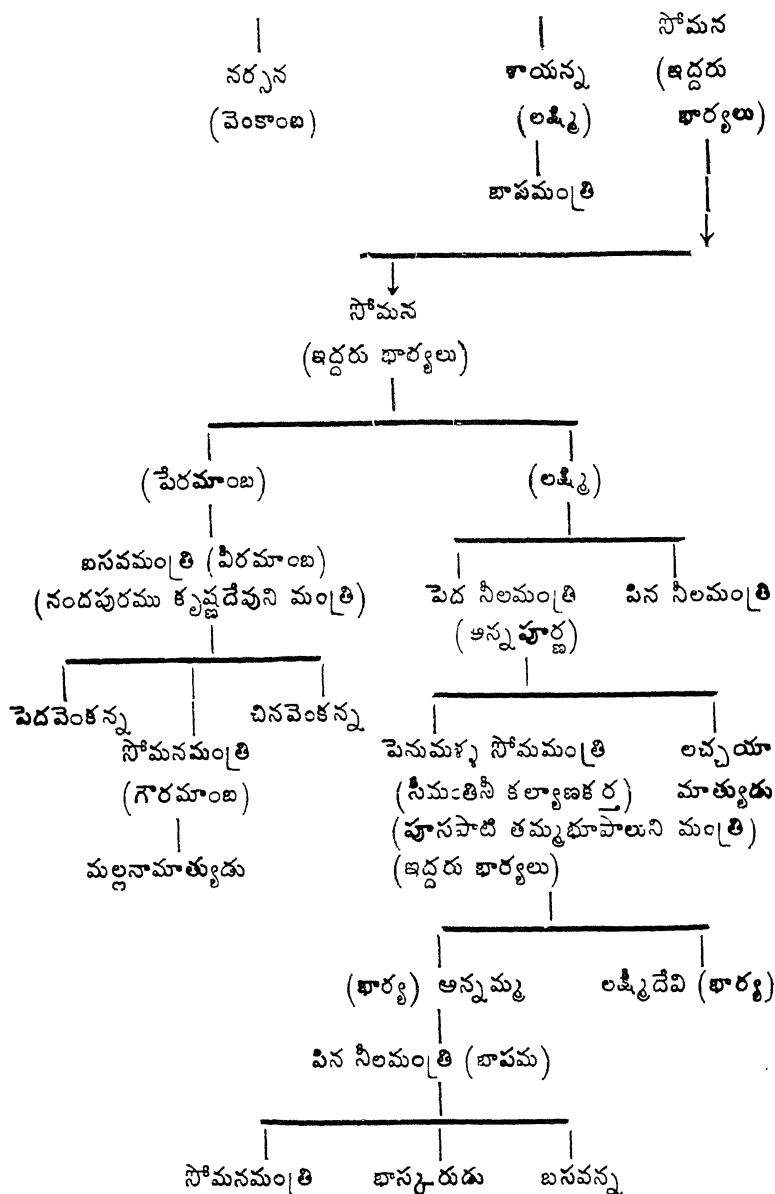 సోమన
నర్సన శాయన్న (ఇద్దరు
(వెంకాంబ) (లక్ష్మి) భార్యలు)
బాపమంత్రి
సోమన
(ఇద్దరు భార్యలు)
(పేరమాంబ) (లక్ష్మి)
బసవమంత్రి (వీరమాంబ)
(నందపురము కృష్ణదేవుని మంత్రి) పెద నీలమంత్రి పిన నీలమంత్రి
(అన్నపూర్ణ)
పెదవెంకన్న చినవెంకన్న
సోమనమంత్రి పెనుమళ్ళ సోమమంత్రి లచ్చయా
(గౌరమాంబ) (సీమంతినీ కల్యాణకర్త) మాత్యుడు
(పూసపాటి తమ్మభూపాలుని మంత్రి)
మల్లనామాత్యుడు (ఇద్దరు భార్యలు)
(భార్య) అన్నమ్మ లక్ష్మీదేవి (భార్య)
పిన నీలమంత్రి (బాపమ)
సోమనమంత్రి భాస్కరుడు బసవన్న